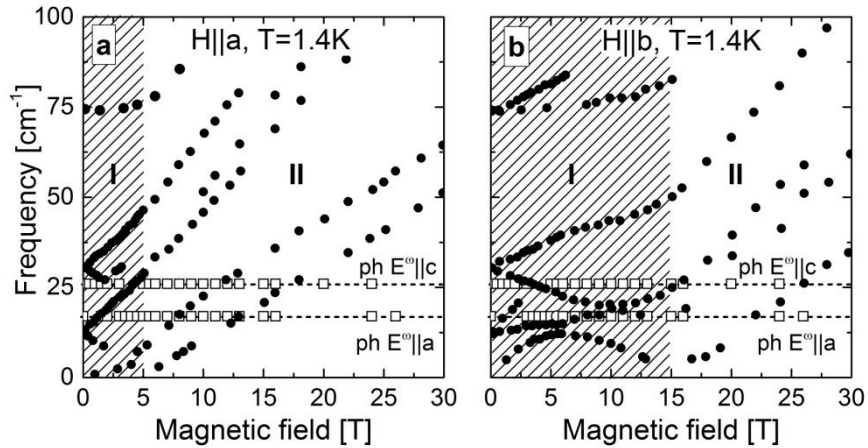 a
H||a, T=1.4K
I
II
ph E^ω||c
ph E^ω||a
100
75
50
25
0
Frequency [cm⁻¹]
0 5 10 15 20 25 30
Magnetic field [T]
b
H||b, T=1.4K
I
II
ph E^ω||c
ph E^ω||a
0 5 10 15 20 25 30
Magnetic field [T]